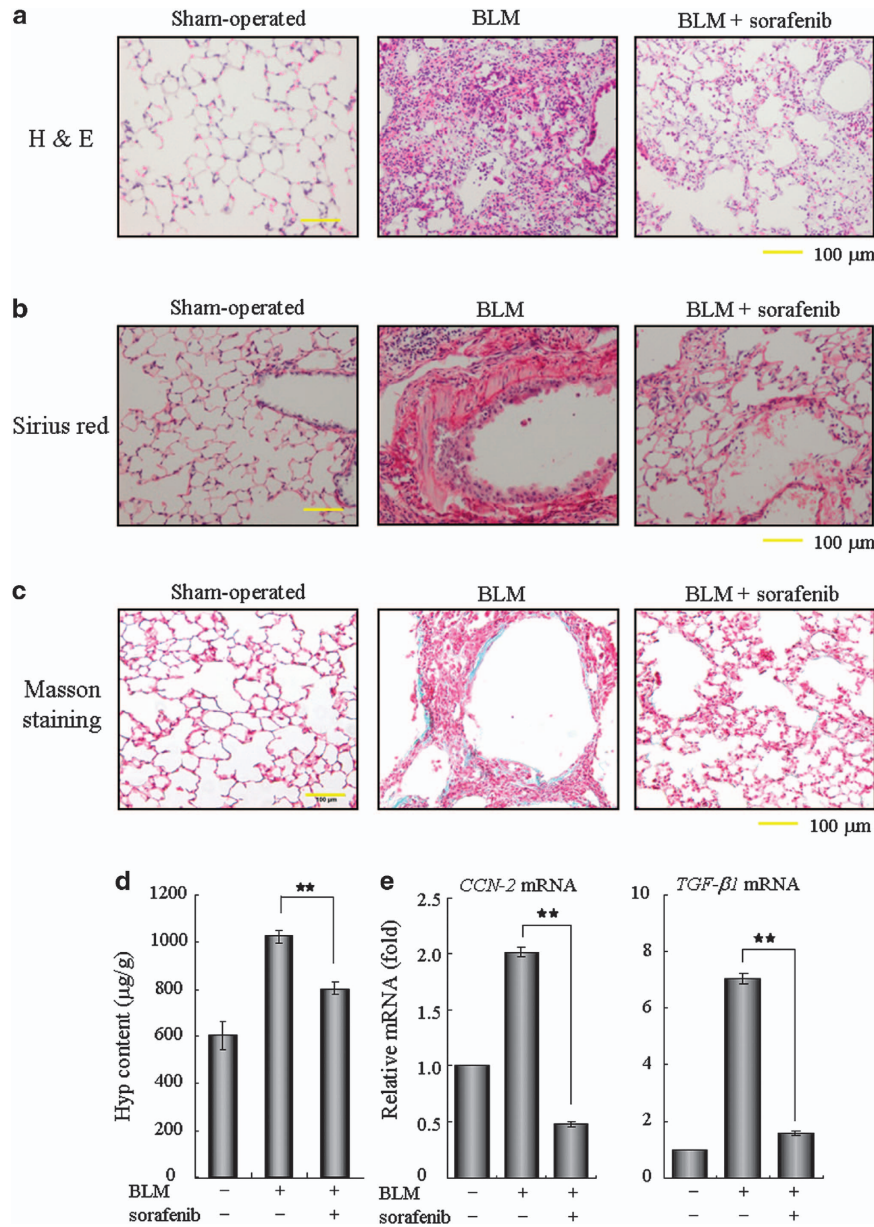 a
Sham-operated
BLM
BLM + sorafenib
H & E
100 μm
b
Sham-operated
BLM
BLM + sorafenib
Sirius red
100 μm
c
Sham-operated
BLM
BLM + sorafenib
Masson
staining
100 μm
100 μm
d
Hyp content (μg/g)
1200
1000
800
600
400
200
0
★★
BLM – + +
sorafenib – – +
e
CCN-2 mRNA
Relative mRNA (fold)
2.5
2.0
1.5
1.0
0.5
0.0
★★
– + +
– – +
TGF-β1 mRNA
10
8
6
4
2
0
★★
– + +
– – +